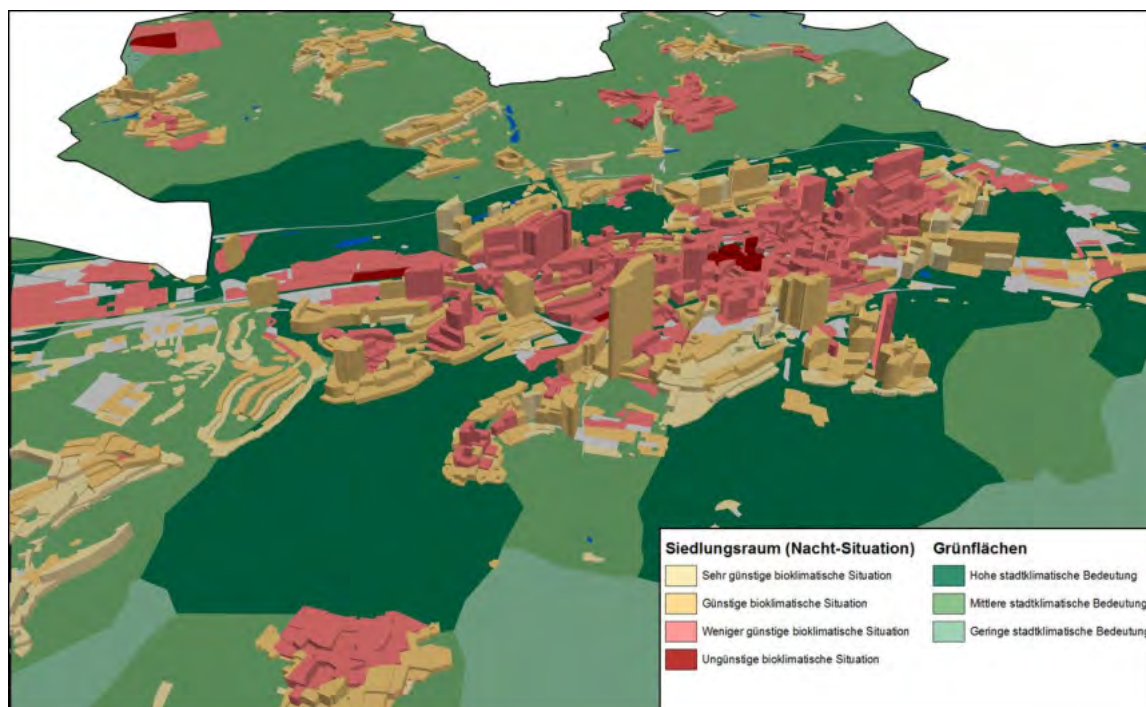 Siedlungsraum (Nacht-Situation)
Sehr günstige bioklimatische Situation
Günstige bioklimatische Situation
Weniger günstige bioklimatische Situation
Ungünstige bioklimatische Situation
Grünflächen
Hohe stadtklimatische Bedeutung
Mittlere stadtklimatische Bedeutung
Geringe stadtklimatische Bedeutung